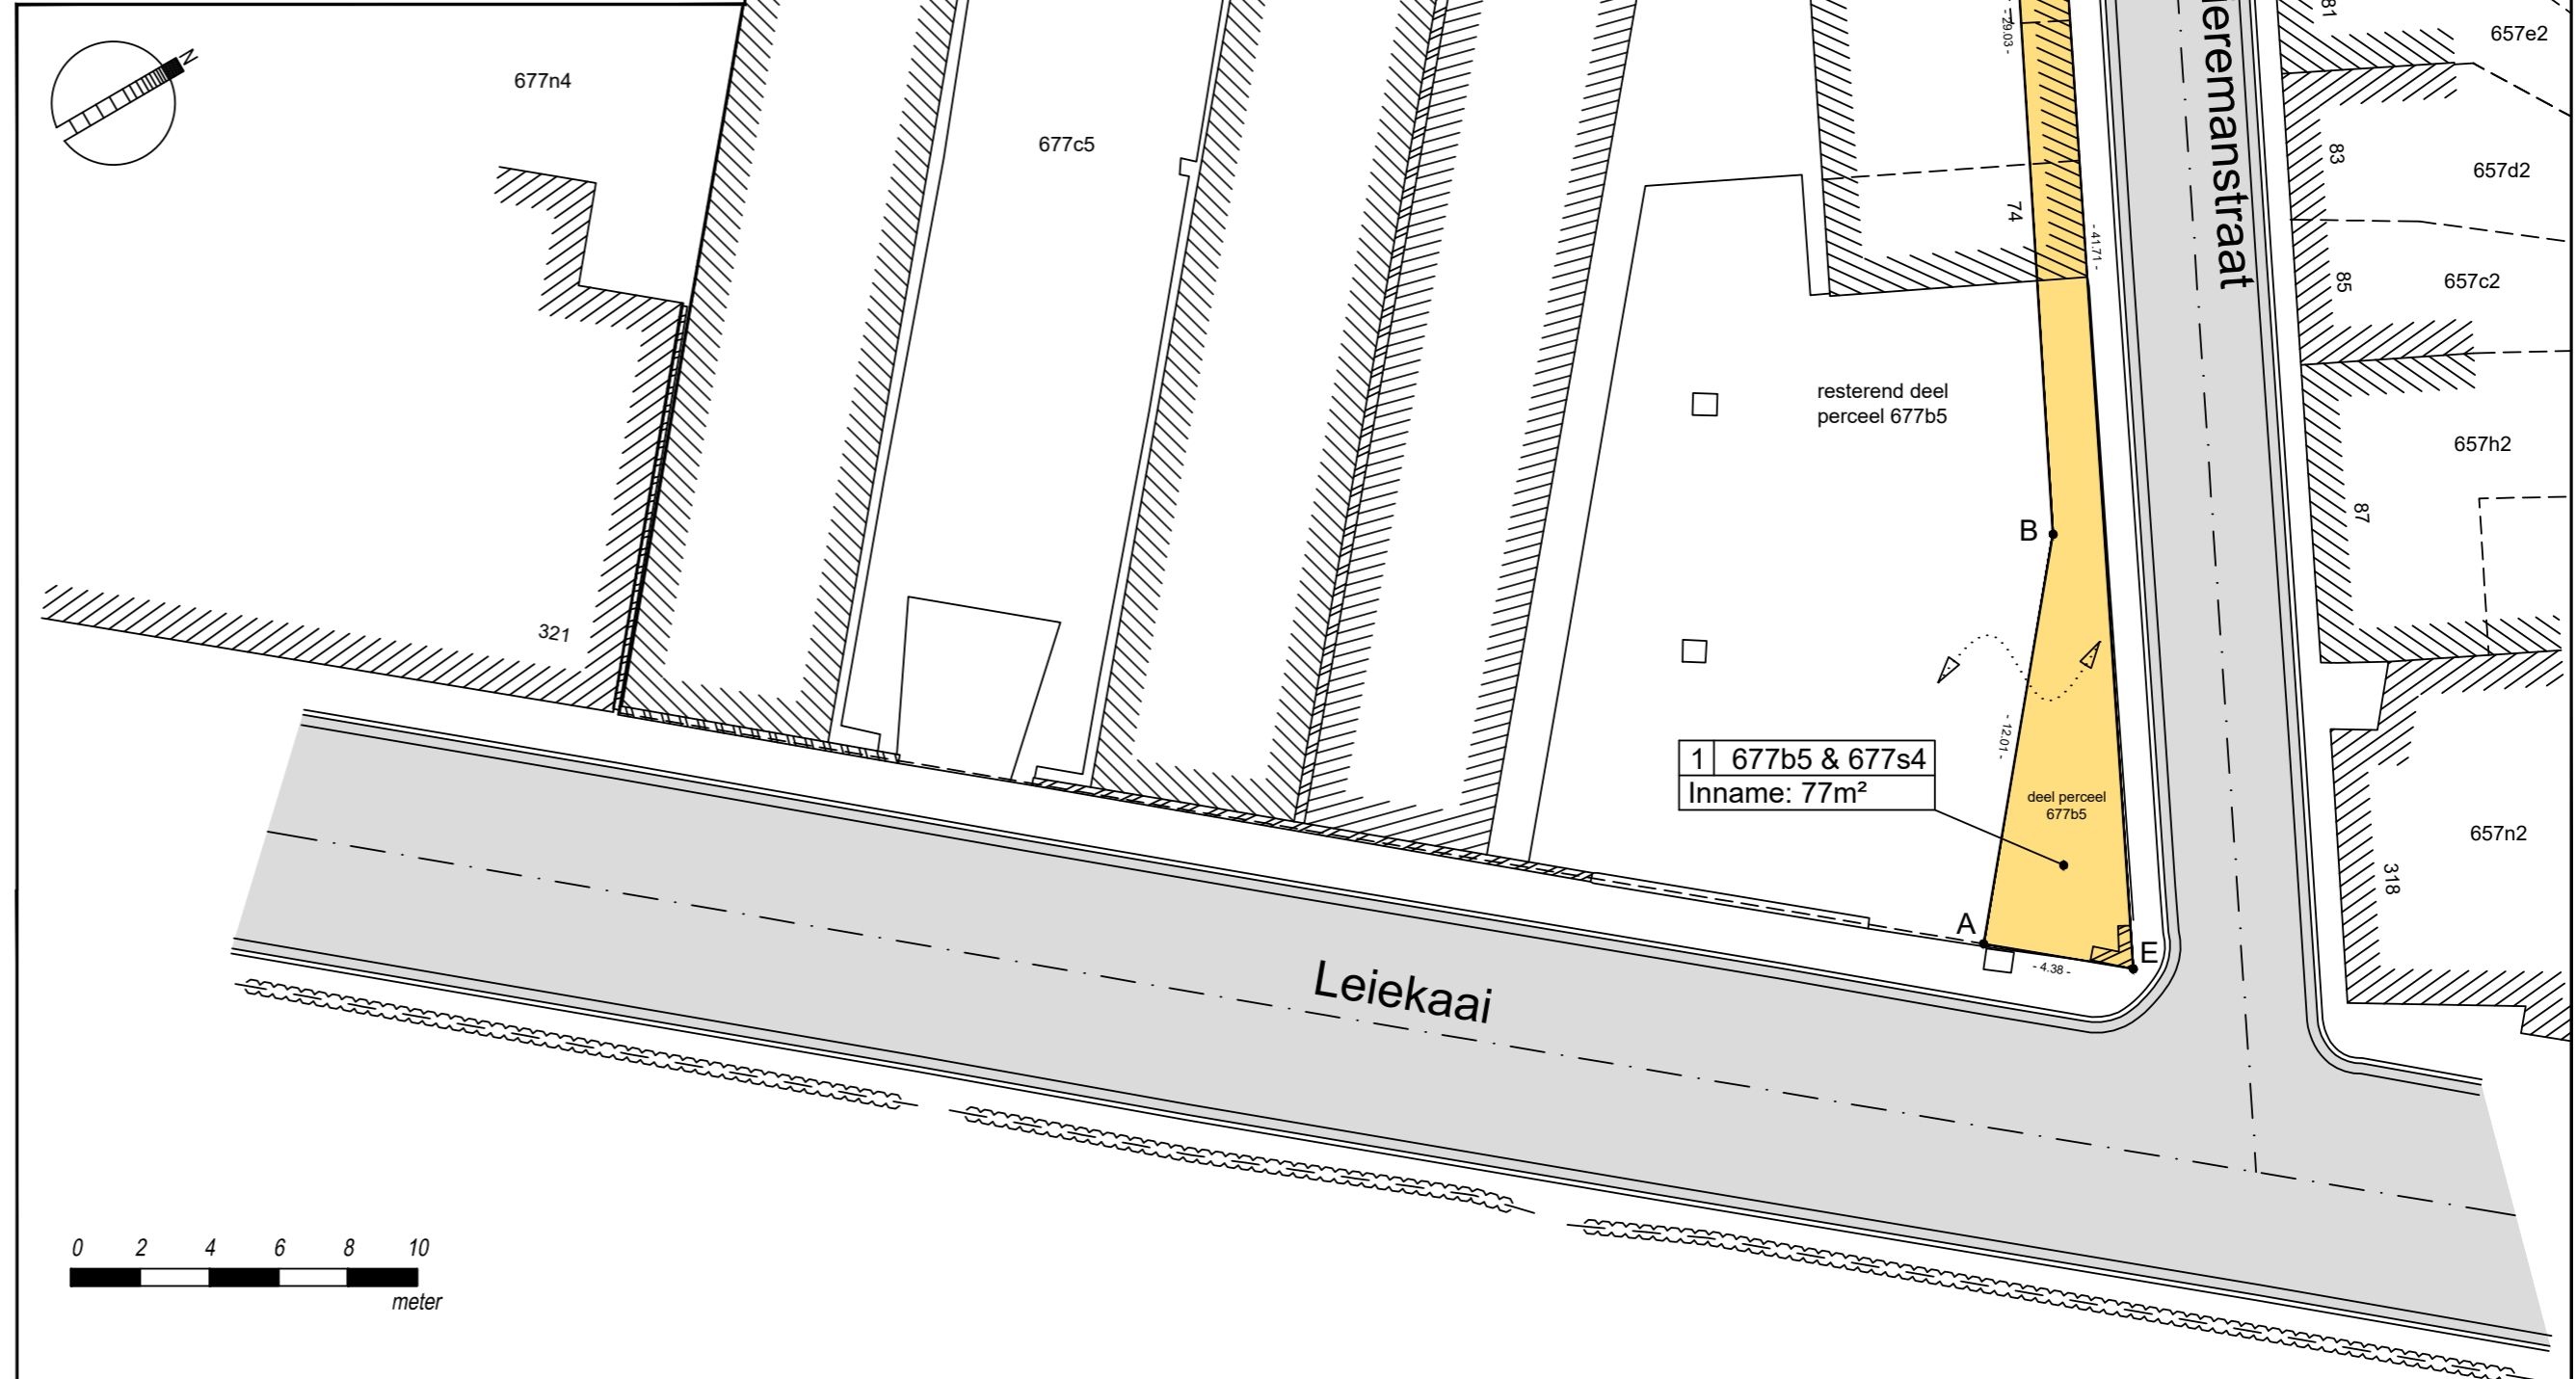 N
677n4
677c5
- 29.03 -
81
657e2
83
657d2
74
- 41.71 -
85
657c2
resterend deel
perceel 677b5
657h2
87
B
321
- 12.01 -
1 677b5 & 677s4
Inname: 77m²
deel perceel
677b5
657n2
318
A
E
- 4.38 -
Leiekaai
0 2 4 6 8 10
meter